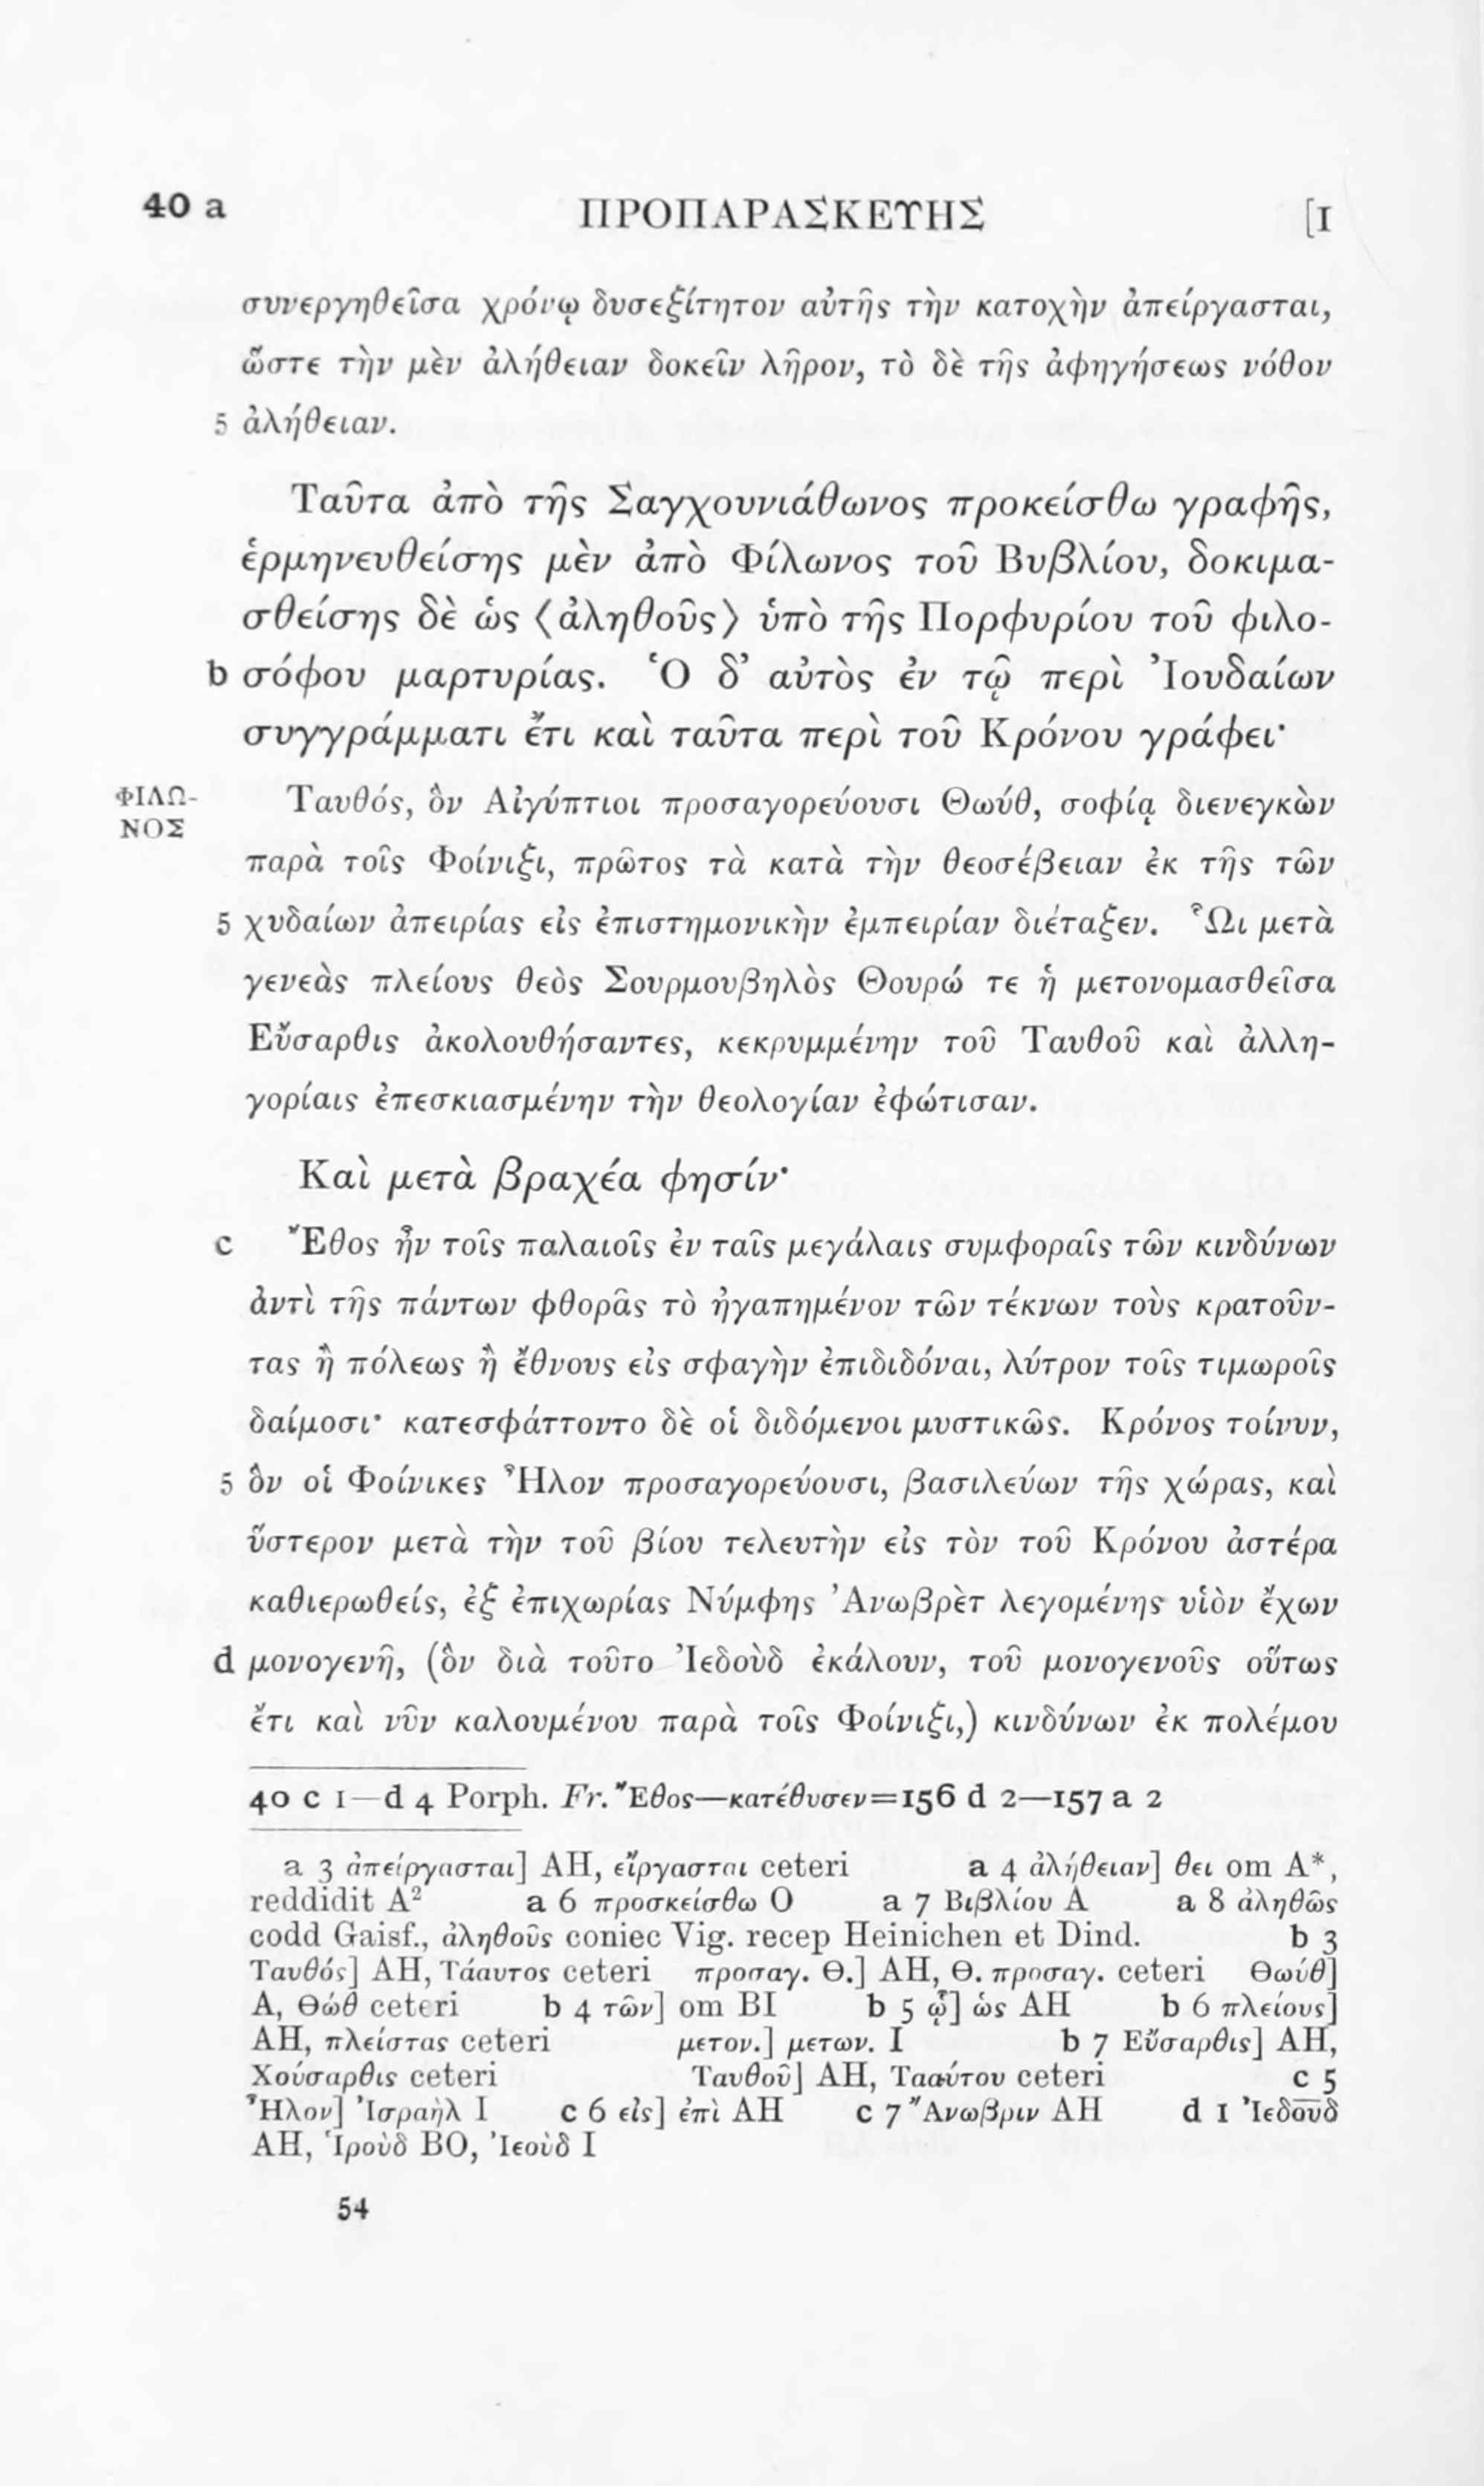 40 a ΠΡΟΠΑΡΑΣΚΕΥΗΣ [I
συνεργηθεῖσα χρόνῳ δυσεξίτητον αὐτῆς τὴν κατοχὴν ἀπείργασται,
ὥστε τὴν μὲν ἀλήθειαν δοκεῖν λῆρον, τὸ δὲ τῆς ἀφηγήσεως νόθον
5 ἀλήθειαν.
Ταῦτα ἀπὸ τῆς Σαγχουνιάθωνος προκείσθω γραφῆς,
ἑρμηνευθείσης μὲν ἀπὸ Φίλωνος τοῦ Βυβλίου, δοκιμα-
σθείσης δὲ ὡς ⟨ἀληθοῦς⟩ ὑπὸ τῆς Πορφυρίου τοῦ φιλο-
b σόφου μαρτυρίας. Ὁ δ’ αὐτὸς ἐν τῷ περὶ Ἰουδαίων
συγγράμματι ἔτι καὶ ταῦτα περὶ τοῦ Κρόνου γράφει·
ΦΙΛΩ- Ταυθός, ὃν Αἰγύπτιοι προσαγορεύουσι Θωύθ, σοφίᾳ διενεγκὼν
ΝΟΣ
παρὰ τοῖς Φοίνιξι, πρῶτος τὰ κατὰ τὴν θεοσέβειαν ἐκ τῆς τῶν
5 χυδαίων ἀπειρίας εἰς ἐπιστημονικὴν ἐμπειρίαν διέταξεν. Ὧι μετὰ
γενεὰς πλείους θεὸς Σουρμουβηλὸς Θουρώ τε ἡ μετονομασθεῖσα
Εὔσαρθις ἀκολουθήσαντες, κεκρυμμένην τοῦ Ταυθοῦ καὶ ἀλλη-
γορίαις ἐπεσκιασμένην τὴν θεολογίαν ἐφώτισαν.
Καὶ μετὰ βραχέα φησίν·
c Ἔθος ἦν τοῖς παλαιοῖς ἐν ταῖς μεγάλαις συμφοραῖς τῶν κινδύνων
ἀντὶ τῆς πάντων φθορᾶς τὸ ἠγαπημένον τῶν τέκνων τοὺς κρατοῦν-
τας ἢ πόλεως ἢ ἔθνους εἰς σφαγὴν ἐπιδιδόναι, λύτρον τοῖς τιμωροῖς
δαίμοσι· κατεσφάττοντο δὲ οἱ διδόμενοι μυστικῶς. Κρόνος τοίνυν,
5 ὃν οἱ Φοίνικες Ἦλον προσαγορεύουσι, βασιλεύων τῆς χώρας, καὶ
ὕστερον μετὰ τὴν τοῦ βίου τελευτὴν εἰς τὸν τοῦ Κρόνου ἀστέρα
καθιερωθείς, ἐξ ἐπιχωρίας Νύμφης Ἀνωβρὲτ λεγομένης υἱὸν ἔχων
d μονογενῆ, (ὃν διὰ τοῦτο Ἰεδοὺδ ἐκάλουν, τοῦ μονογενοῦς οὕτως
ἔτι καὶ νῦν καλουμένου παρὰ τοῖς Φοίνιξι,) κινδύνων ἐκ πολέμου
40 c 1—d 4 Porph. Fr. Ἔθος—κατέθυσεν=156 d 2—157 a 2
a 3 ἀπείργασται] AH, εἴργασται ceteri a 4 ἀλήθειαν] θει om A*,
reddidit A² a 6 προσκείσθω O a 7 Βιβλίου A a 8 ἀληθῶς
codd Gaisf., ἀληθοῦς coniec Vig. recep Heinichen et Dind. b 3
Ταυθός] AH, Τάαυτος ceteri προσαγ. Θ.] AH, Θ. προσαγ. ceteri Θωύθ]
A, Θώθ ceteri b 4 τῶν] om BI b 5 ᾧ] ὡς AH b 6 πλείους]
AH, πλείστας ceteri μετον.] μετων. I b 7 Εὔσαρθις] AH,
Χούσαρθις ceteri Ταυθοῦ] AH, Τααύτου ceteri c 5
Ἦλον] Ἰσραὴλ I c 6 εἰς] ἐπὶ AH c 7 Ἄνωβριν AH d 1 Ἰεδοῦδ
AH, Ἱροὺδ BO, Ἰεοὺδ I
54